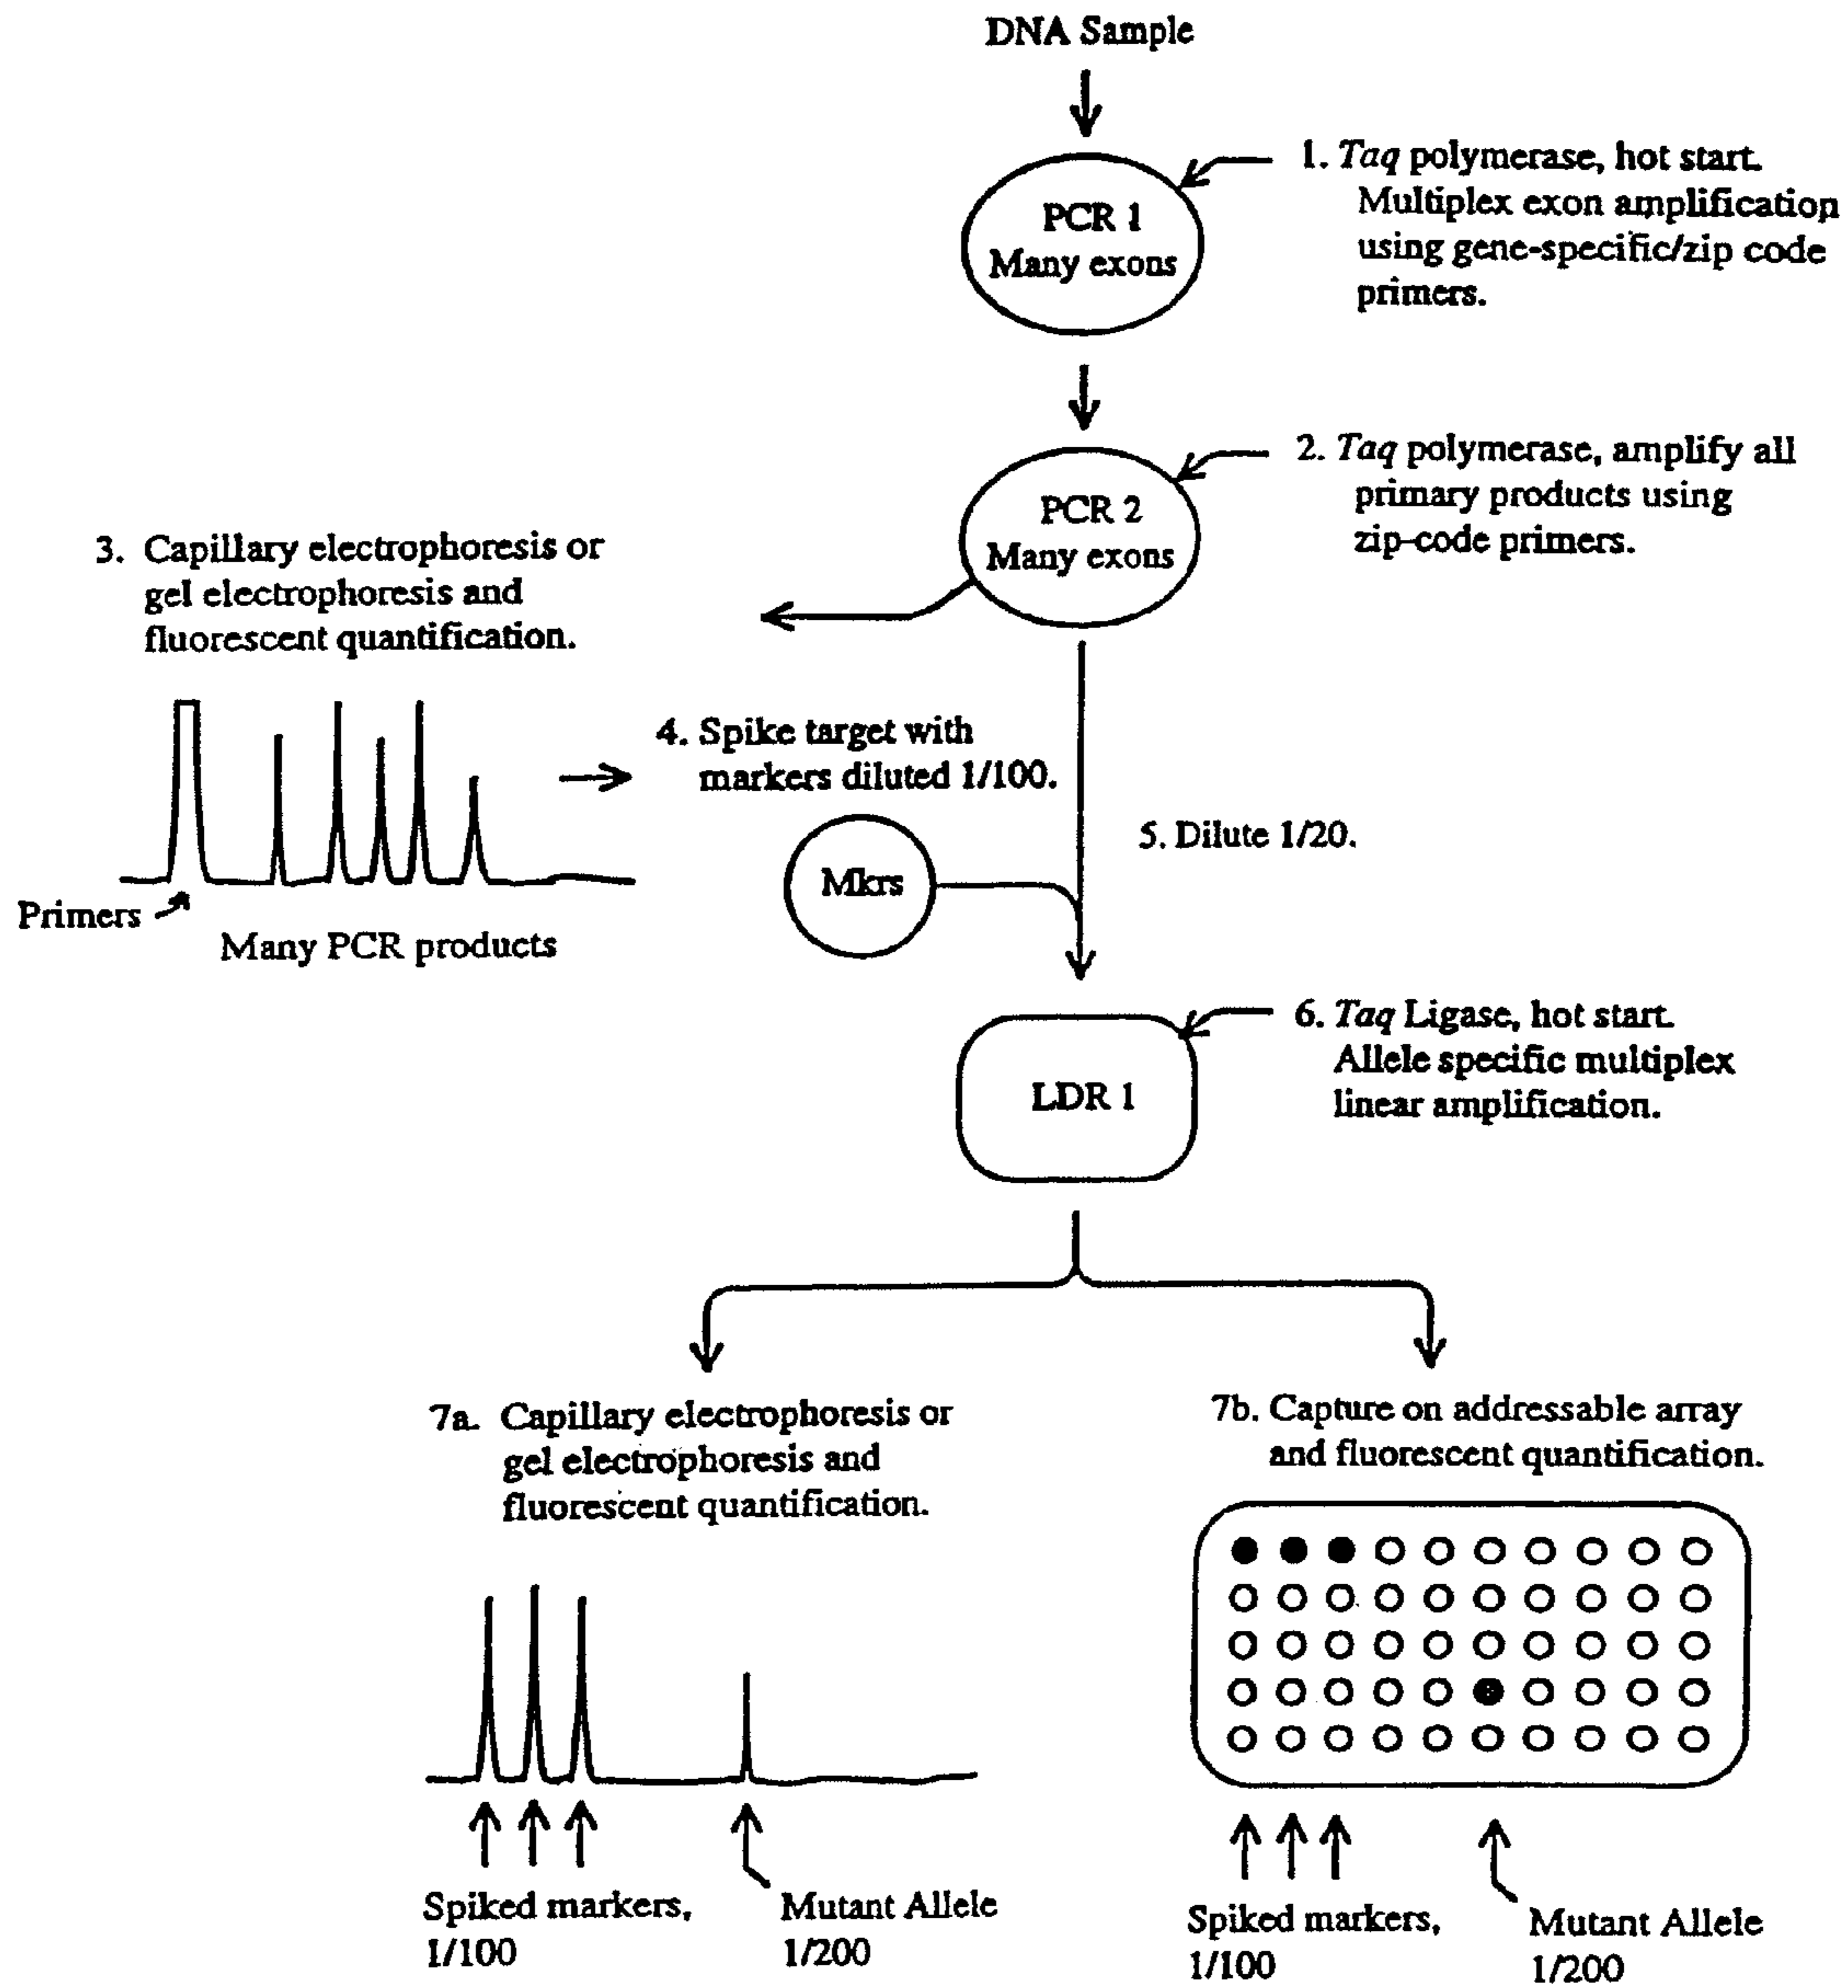 DNA Sample
PCR 1
Many exons
1. Taq polymerase, hot start.
Multiplex exon amplification
using gene-specific/zip code
primers.
PCR 2
Many exons
2. Taq polymerase, amplify all
primary products using
zip-code primers.
3. Capillary electrophoresis or
gel electrophoresis and
fluorescent quantification.
Primers
Many PCR products
4. Spike target with
markers diluted 1/100.
Mkrs
5. Dilute 1/20.
LDR 1
6. Taq Ligase, hot start.
Allele specific multiplex
linear amplification.
7a. Capillary electrophoresis or
gel electrophoresis and
fluorescent quantification.
Spiked markers,
1/100
Mutant Allele
1/200
7b. Capture on addressable array
and fluorescent quantification.
Spiked markers,
1/100
Mutant Allele
1/200